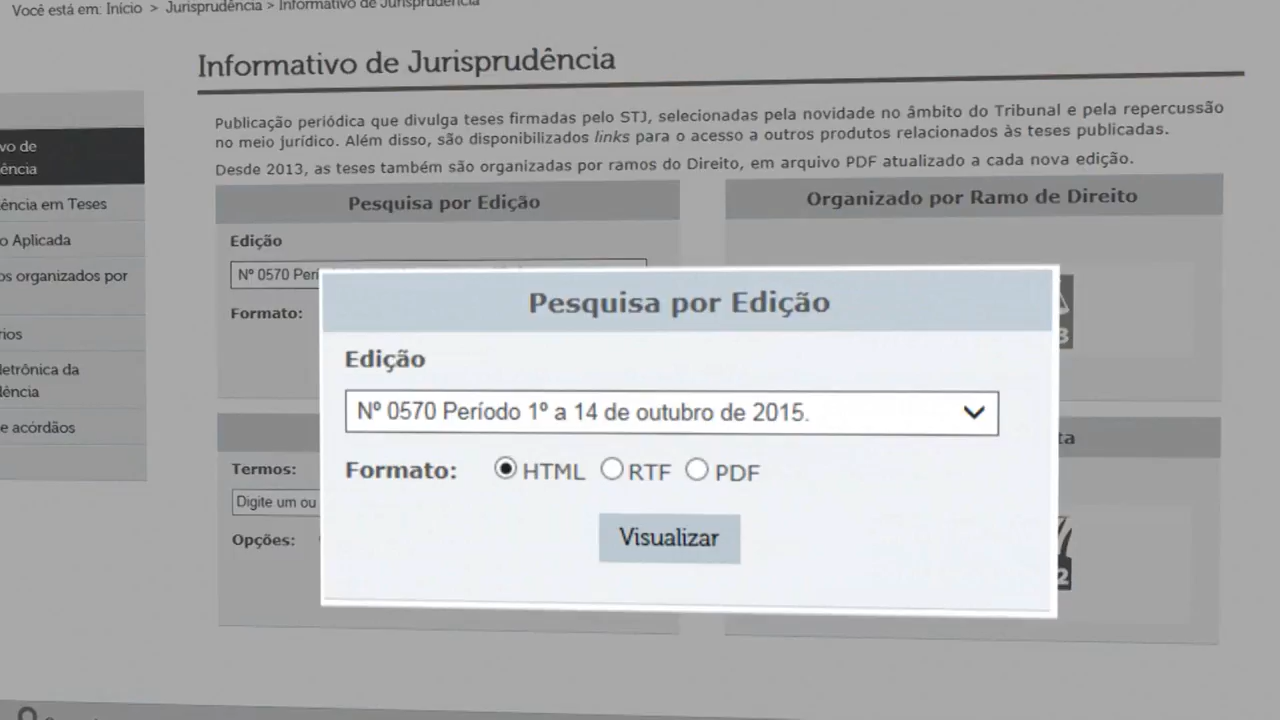 Você está em: Início > Jurisprudência > Informativo de Jurisprudência
Informativo de Jurisprudência
Publicação periódica que divulga teses firmadas pelo STJ, selecionadas pela novidade no âmbito do Tribunal e pela repercussão
no meio jurídico. Além disso, são disponibilizados links para o acesso a outros produtos relacionados às teses publicadas.
Desde 2013, as teses também são organizadas por ramos do Direito, em arquivo PDF atualizado a cada nova edição.
vo de
ência
ência em Teses
o Aplicada
os organizados por
rios
letrônica da
lência
e acórdãos
Pesquisa por Edição
Edição
Nº 0570 Perí
Formato:
Organizado por Ramo de Direito
Pesquisa por Edição
Edição
Nº 0570 Período 1º a 14 de outubro de 2015.
Formato: HTML RTF PDF
Visualizar
Termos:
Digite um ou
Opções:
ta
3
2